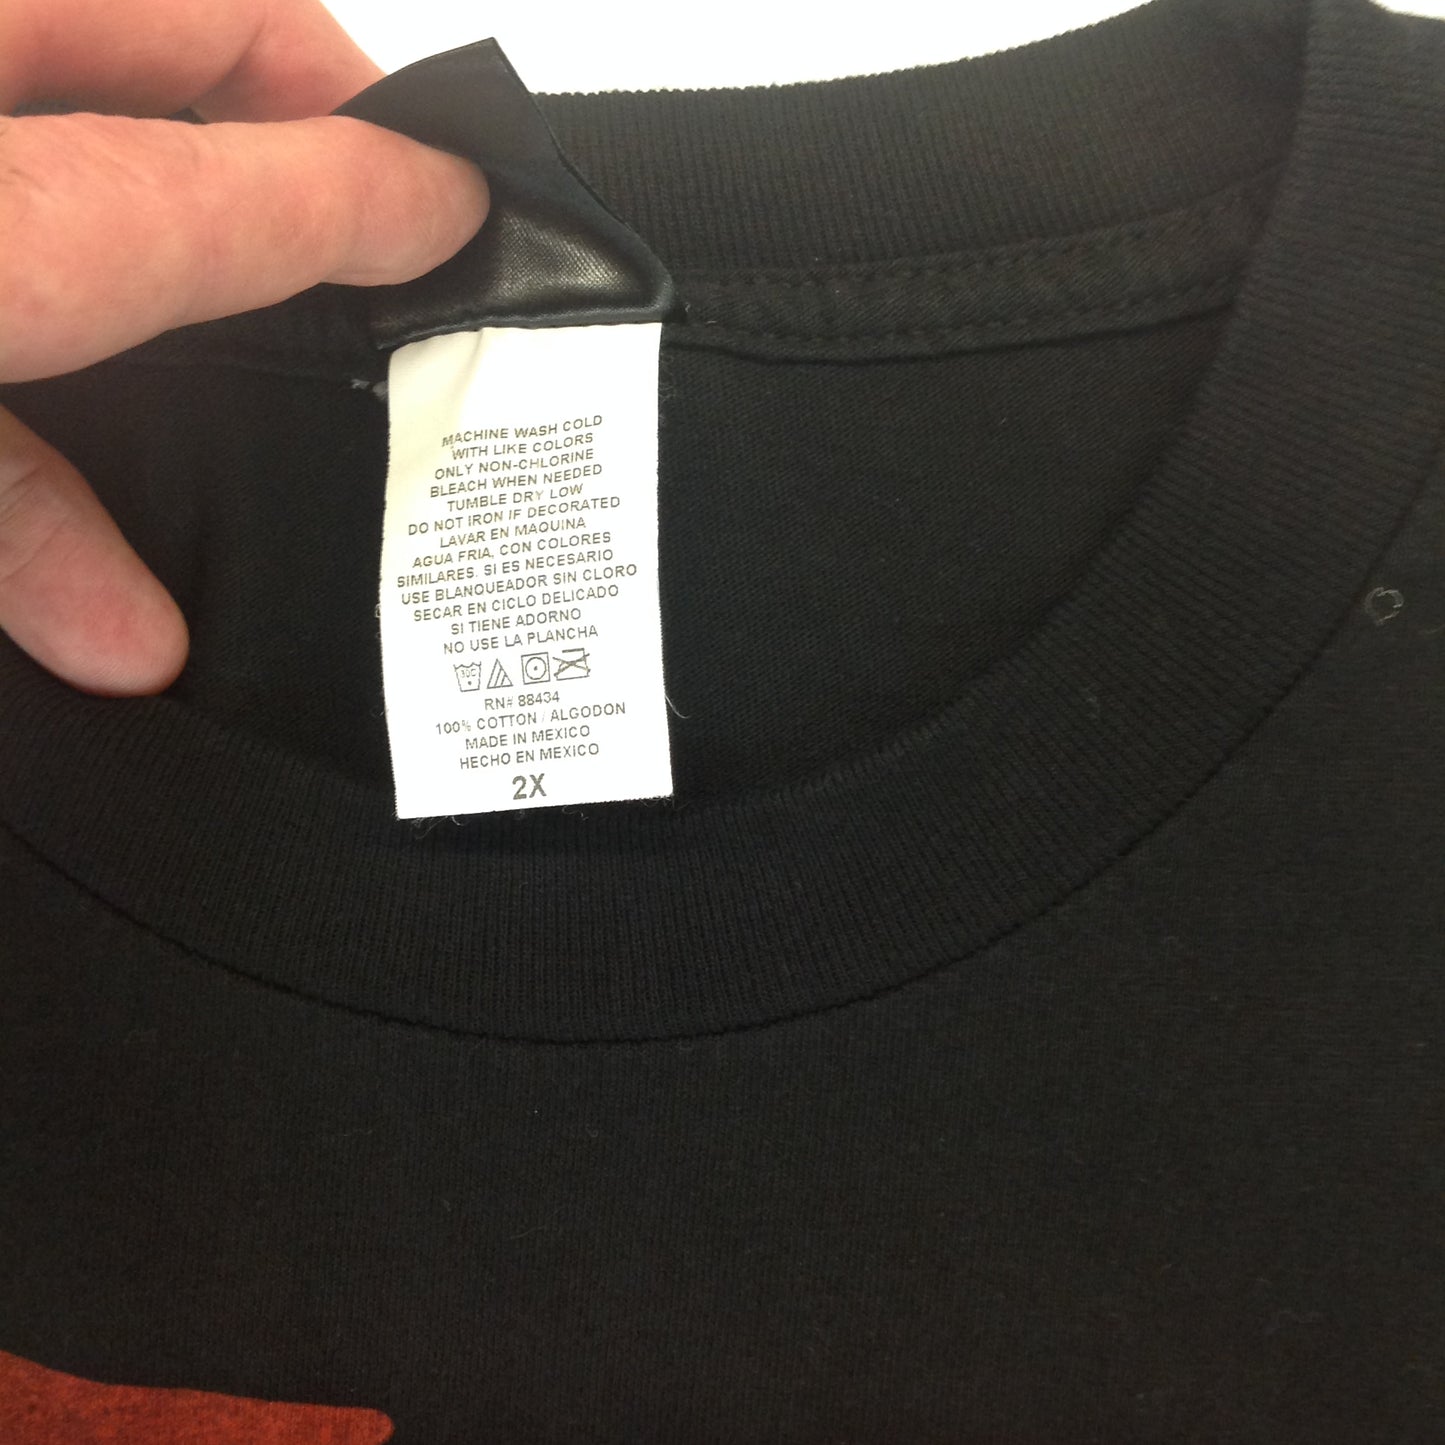 MACHINE WASH COLD
WITH LIKE COLORS
ONLY NON-CHLORINE
BLEACH WHEN NEEDED
TUMBLE DRY LOW
DO NOT IRON IF DECORATED
LAVAR EN MAQUINA
AGUA FRIA, CON COLORES
SIMILARES. SI ES NECESARIO
USE BLANQUEADOR SIN CLORO
SECAR EN CICLO DELICADO
SI TIENE ADORNO
NO USE LA PLANCHA
30C
RN# 88434
100% COTTON / ALGODON
MADE IN MEXICO
HECHO EN MEXICO
2X